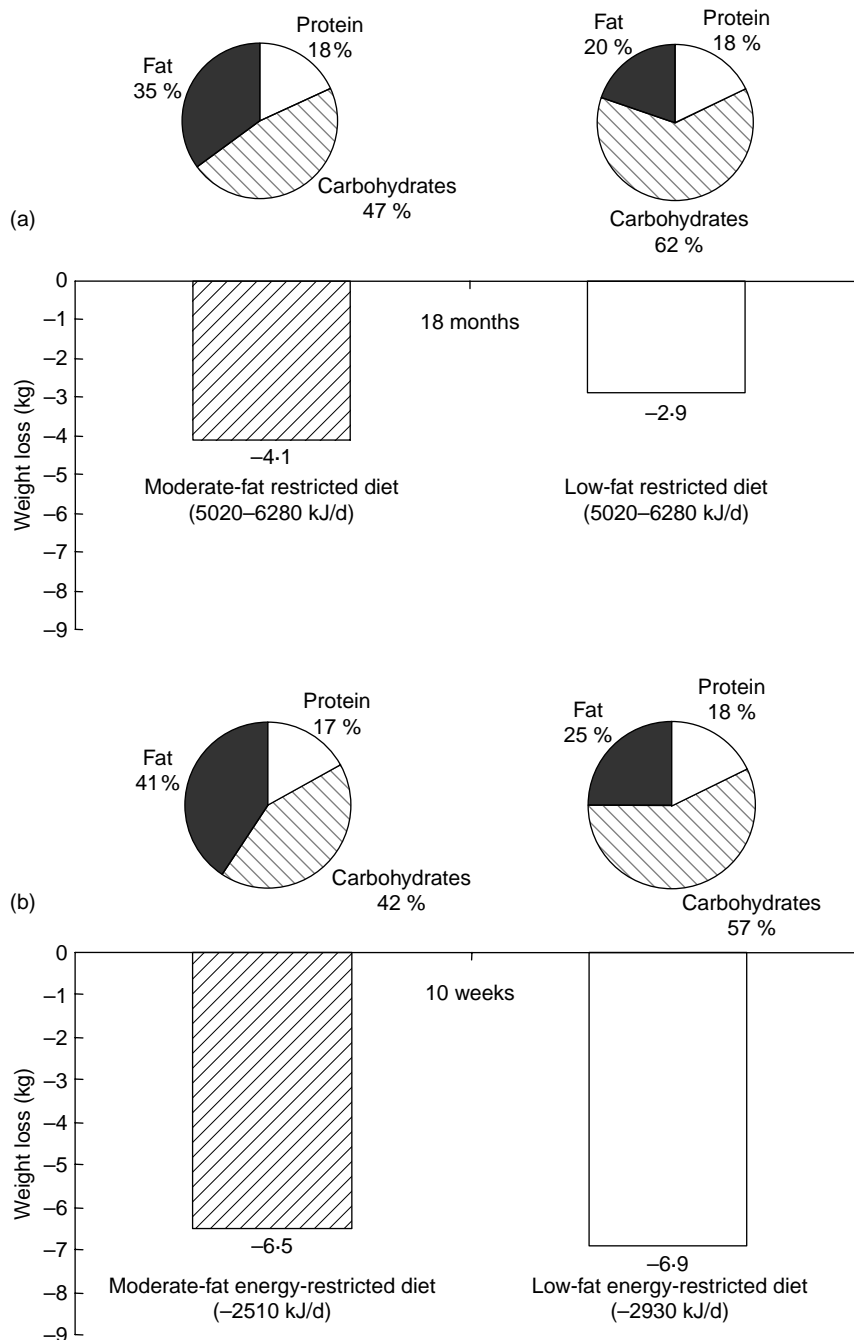 Fat
35 %
Protein
18 %
Carbohydrates
47 %
Fat
20 %
Protein
18 %
Carbohydrates
62 %
(a)
0
–1
–2
–3
–4
–5
–6
–7
–8
–9
Weight loss (kg)
18 months
–4·1
Moderate-fat restricted diet
(5020–6280 kJ/d)
–2·9
Low-fat restricted diet
(5020–6280 kJ/d)
Fat
41 %
Protein
17 %
Carbohydrates
42 %
Fat
25 %
Protein
18 %
Carbohydrates
57 %
(b)
0
–1
–2
–3
–4
–5
–6
–7
–8
–9
Weight loss (kg)
10 weeks
–6·5
Moderate-fat energy-restricted diet
(–2510 kJ/d)
–6·9
Low-fat energy-restricted diet
(–2930 kJ/d)